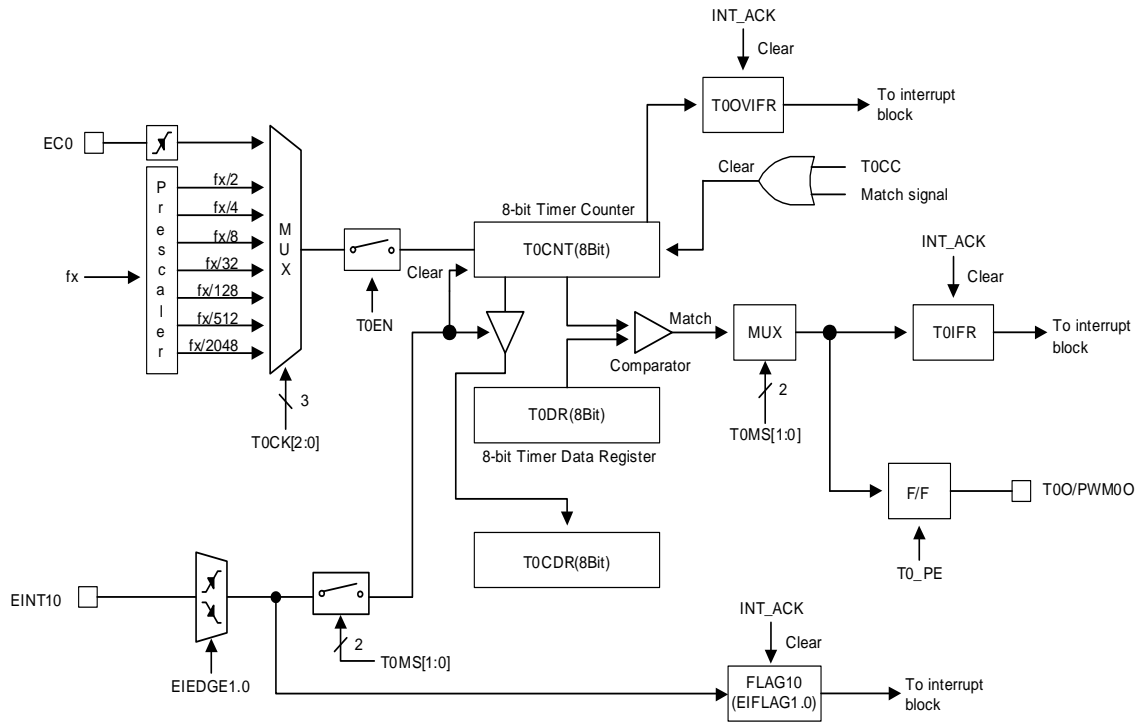 INT_ACK
Clear
T0OVIFR
To interrupt
block
EC0
Prescaler
fx/2
fx/4
fx/8
fx/32
fx/128
fx/512
fx/2048
fx
MUX
3
T0CK[2:0]
T0EN
Clear
T0CC
Match signal
8-bit Timer Counter
T0CNT(8Bit)
Clear
Match
Comparator
MUX
2
T0MS[1:0]
INT_ACK
Clear
T0IFR
To interrupt
block
T0DR(8Bit)
8-bit Timer Data Register
F/F
T0O/PWM0O
T0_PE
T0CDR(8Bit)
EINT10
EIEDGE1.0
2
T0MS[1:0]
INT_ACK
Clear
FLAG10
(EIFLAG1.0)
To interrupt
block